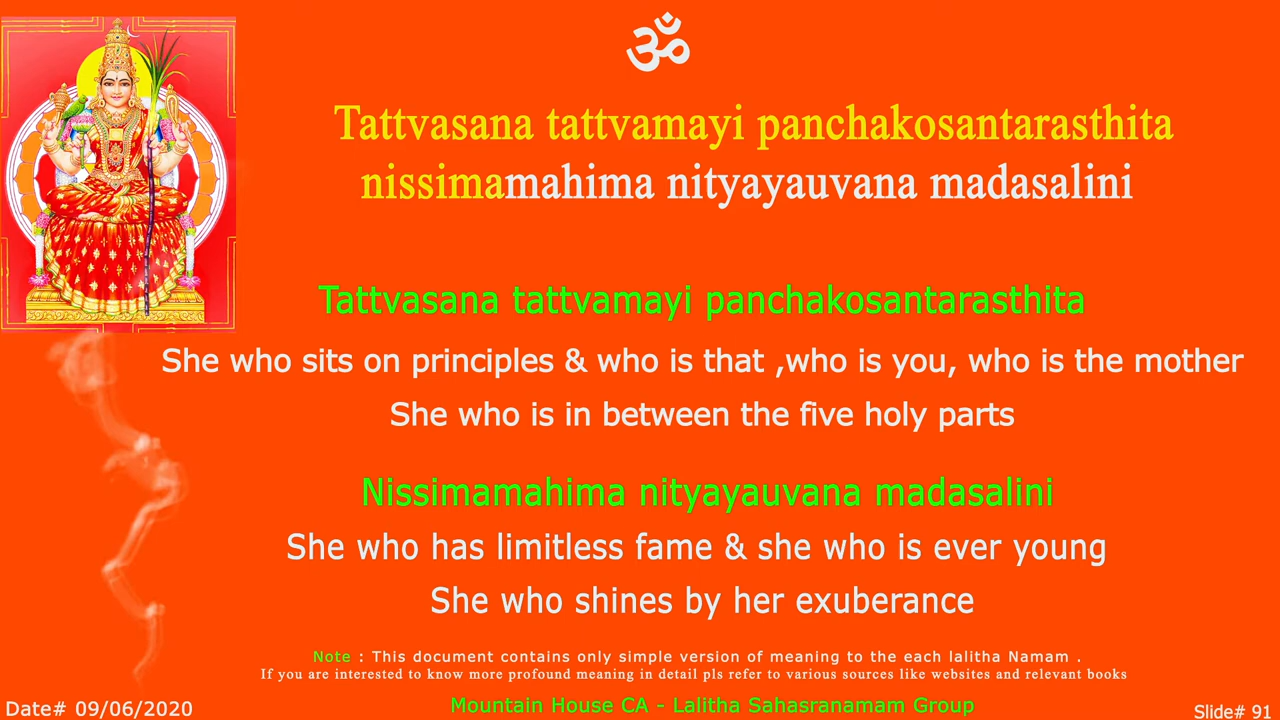 ॐ
Tattvasana tattvamayi panchakosantarasthita
nissimamahima nityayauvana madasalini
Tattvasana tattvamayi panchakosantarasthita
She who sits on principles & who is that ,who is you, who is the mother
She who is in between the five holy parts
Nissimamahima nityayauvana madasalini
She who has limitless fame & she who is ever young
She who shines by her exuberance
Note : This document contains only simple version of meaning to the each lalitha Namam .
If you are interested to know more profound meaning in detail pls refer to various sources like websites and relevant books
Mountain House CA - Lalitha Sahasranamam Group
Date# 09/06/2020
Slide# 91